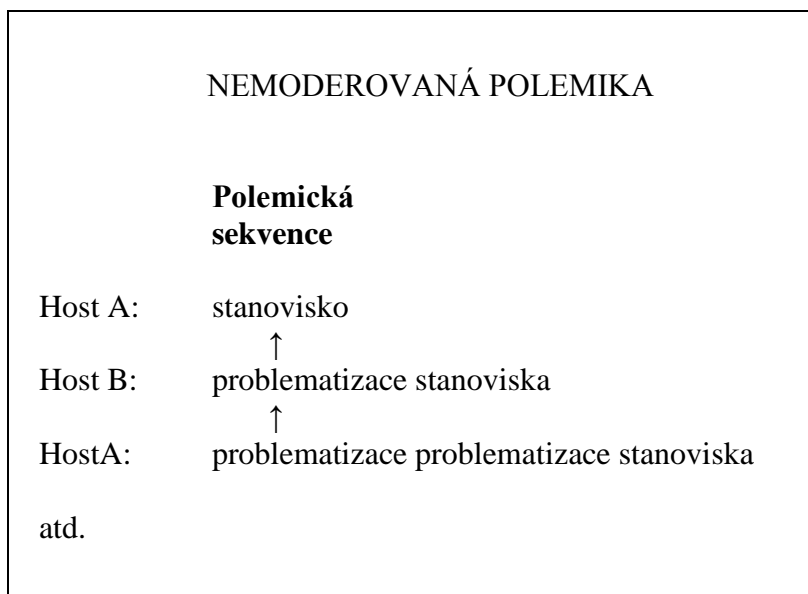 NEMODEROVANÁ POLEMIKA
Polemická
sekvence
Host A: stanovisko
↑
Host B: problematizace stanoviska
↑
HostA: problematizace problematizace stanoviska
atd.